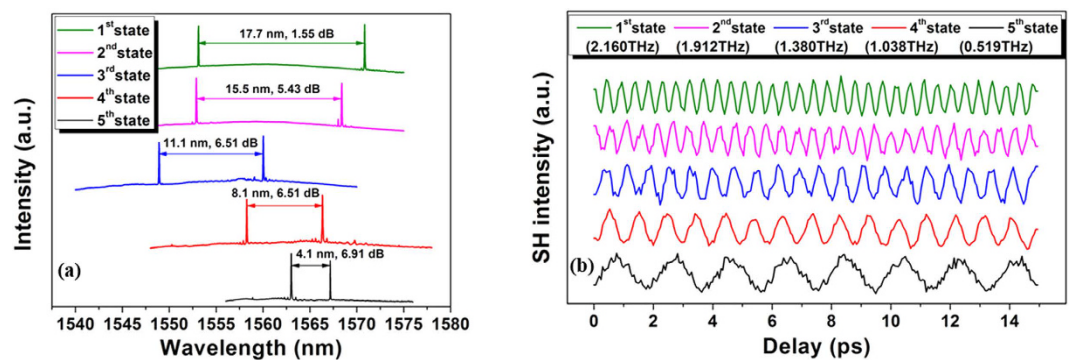 1st state
2nd state
3rd state
4th state
5th state
17.7 nm, 1.55 dB
15.5 nm, 5.43 dB
11.1 nm, 6.51 dB
8.1 nm, 6.51 dB
4.1 nm, 6.91 dB
(a)
Intensity (a.u.)
1540 1545 1550 1555 1560 1565 1570 1575 1580
Wavelength (nm)
1st state 2nd state 3rd state 4th state 5th state
(2.160THz) (1.912THz) (1.380THz) (1.038THz) (0.519THz)
SH intensity (a.u.)
(b)
0 2 4 6 8 10 12 14
Delay (ps)